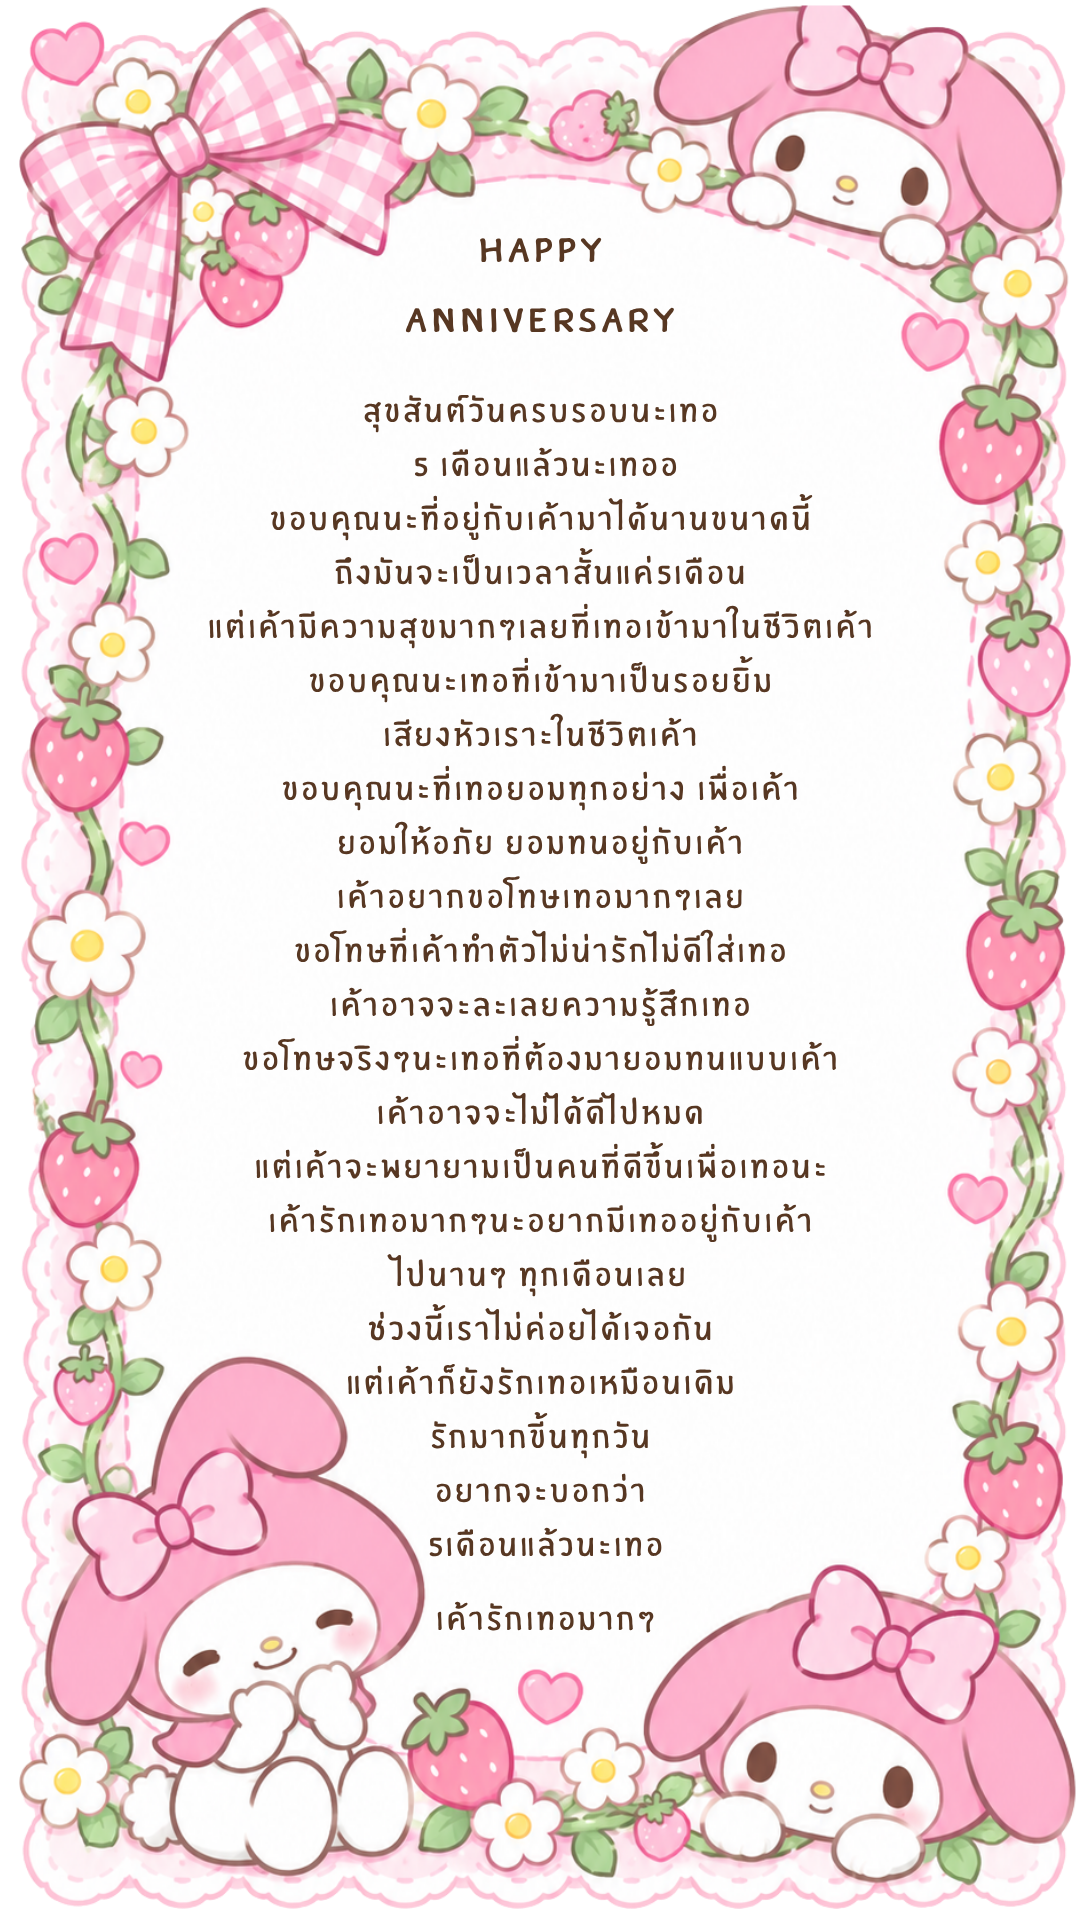 HAPPY
ANNIVERSARY
สุขสันต์วันครบรอบนะเทอ
5 เดือนแล้วนะเทออ
ขอบคุณนะที่อยู่กับเค้ามาได้นานขนาดนี้
ถึงมันจะเป็นเวลาสั้นแค่5เดือน
แต่เค้ามีความสุขมากๆเลยที่เทอเข้ามาในชีวิตเค้า
ขอบคุณนะเทอที่เข้ามาเป็นรอยยิ้ม
เสียงหัวเราะในชีวิตเค้า
ขอบคุณนะที่เทอยอมทุกอย่าง เพื่อเค้า
ยอมให้อภัย ยอมทนอยู่กับเค้า
เค้าอยากขอโทษเทอมากๆเลย
ขอโทษที่เค้าทำตัวไม่น่ารักไม่ดีใส่เทอ
เค้าอาจจะละเลยความรู้สึกเทอ
ขอโทษจริงๆนะเทอที่ต้องมายอมทนแบบเค้า
เค้าอาจจะไม่ได้ดีไปหมด
แต่เค้าจะพยายามเป็นคนที่ดีขึ้นเพื่อเทอนะ
เค้ารักเทอมากๆนะอยากมีเทออยู่กับเค้า
ไปนานๆ ทุกเดือนเลย
ช่วงนี้เราไม่ค่อยได้เจอกัน
แต่เค้าก็ยังรักเทอเหมือนเดิม
รักมากขึ้นทุกวัน
อยากจะบอกว่า
5เดือนแล้วนะเทอ
เค้ารักเทอมากๆ